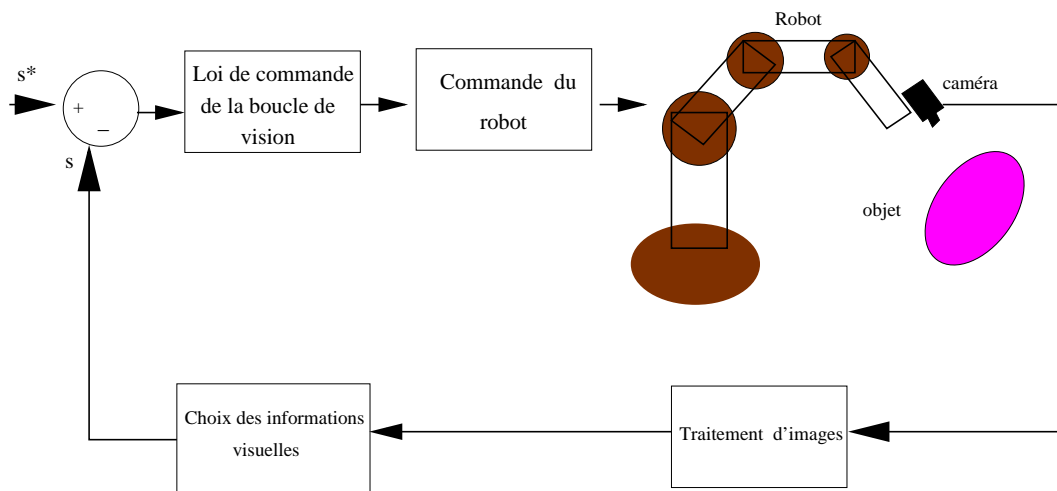 Robot
s*
+
−
s
Loi de commande
de la boucle de
vision
Commande du
robot
caméra
objet
Choix des informations
visuelles
Traitement d'images